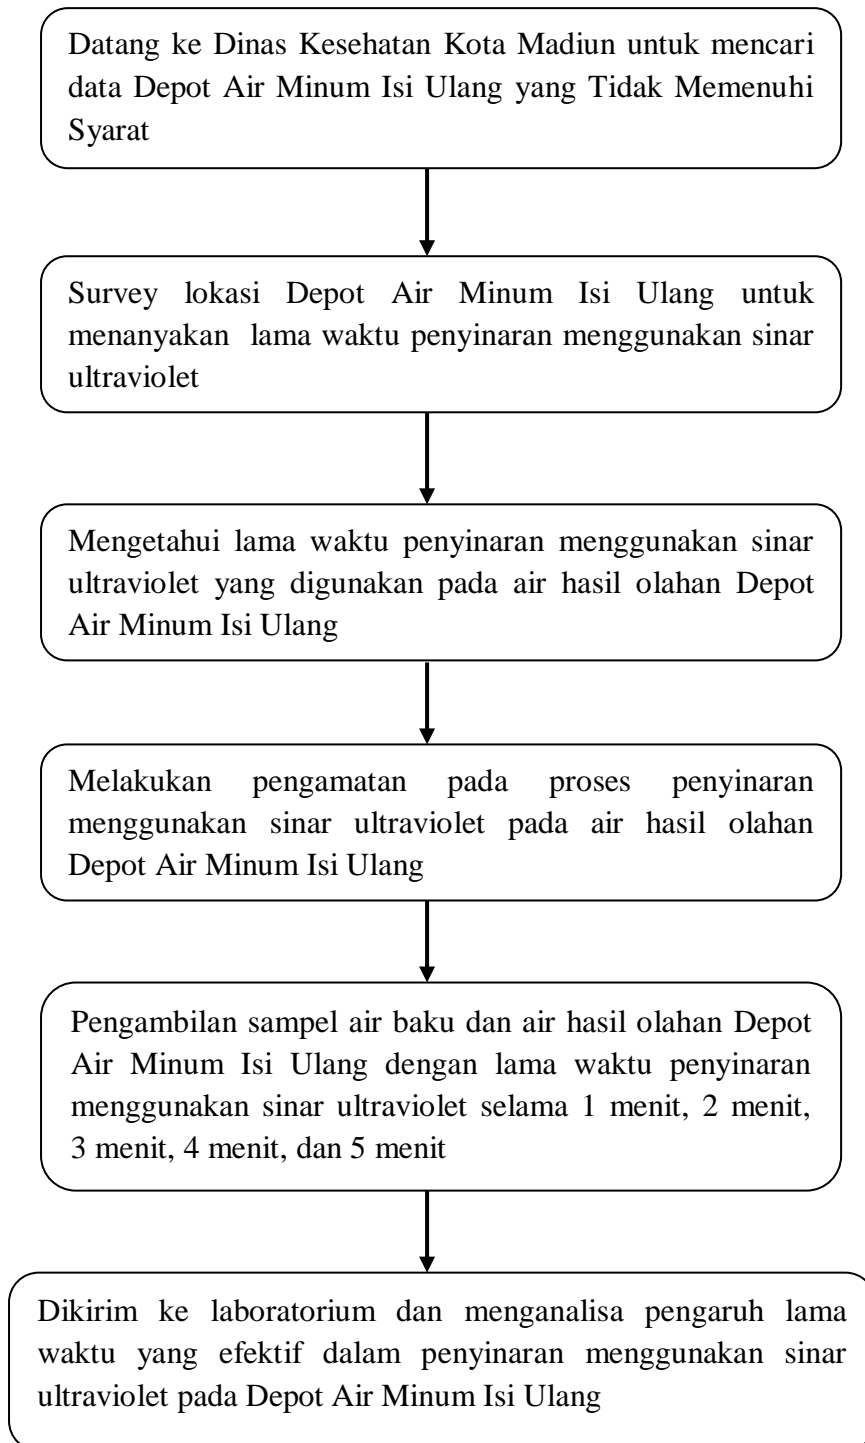 Datang ke Dinas Kesehatan Kota Madiun untuk mencari
data Depot Air Minum Isi Ulang yang Tidak Memenuhi
Syarat
Survey lokasi Depot Air Minum Isi Ulang untuk
menanyakan lama waktu penyinaran menggunakan sinar
ultraviolet
Mengetahui lama waktu penyinaran menggunakan sinar
ultraviolet yang digunakan pada air hasil olahan Depot
Air Minum Isi Ulang
Melakukan pengamatan pada proses penyinaran
menggunakan sinar ultraviolet pada air hasil olahan
Depot Air Minum Isi Ulang
Pengambilan sampel air baku dan air hasil olahan Depot
Air Minum Isi Ulang dengan lama waktu penyinaran
menggunakan sinar ultraviolet selama 1 menit, 2 menit,
3 menit, 4 menit, dan 5 menit
Dikirim ke laboratorium dan menganalisa pengaruh lama
waktu yang efektif dalam penyinaran menggunakan sinar
ultraviolet pada Depot Air Minum Isi Ulang